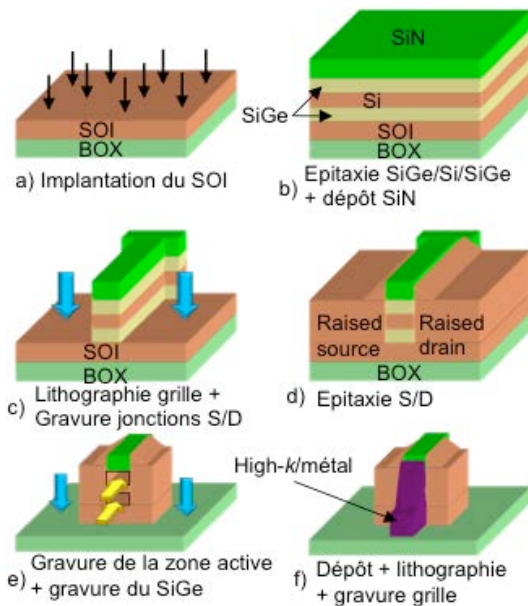 SOI
BOX
a) Implantation du SOI
SiN
Si
SiGe
SOI
BOX
b) Epitaxie SiGe/Si/SiGe
+ dépôt SiN
SOI
BOX
c) Lithographie grille +
Gravure jonctions S/D
Raised
source
Raised
drain
BOX
d) Epitaxie S/D
e) Gravure de la zone active
+ gravure du SiGe
High-k/métal
f) Dépôt + lithographie
+ gravure grille